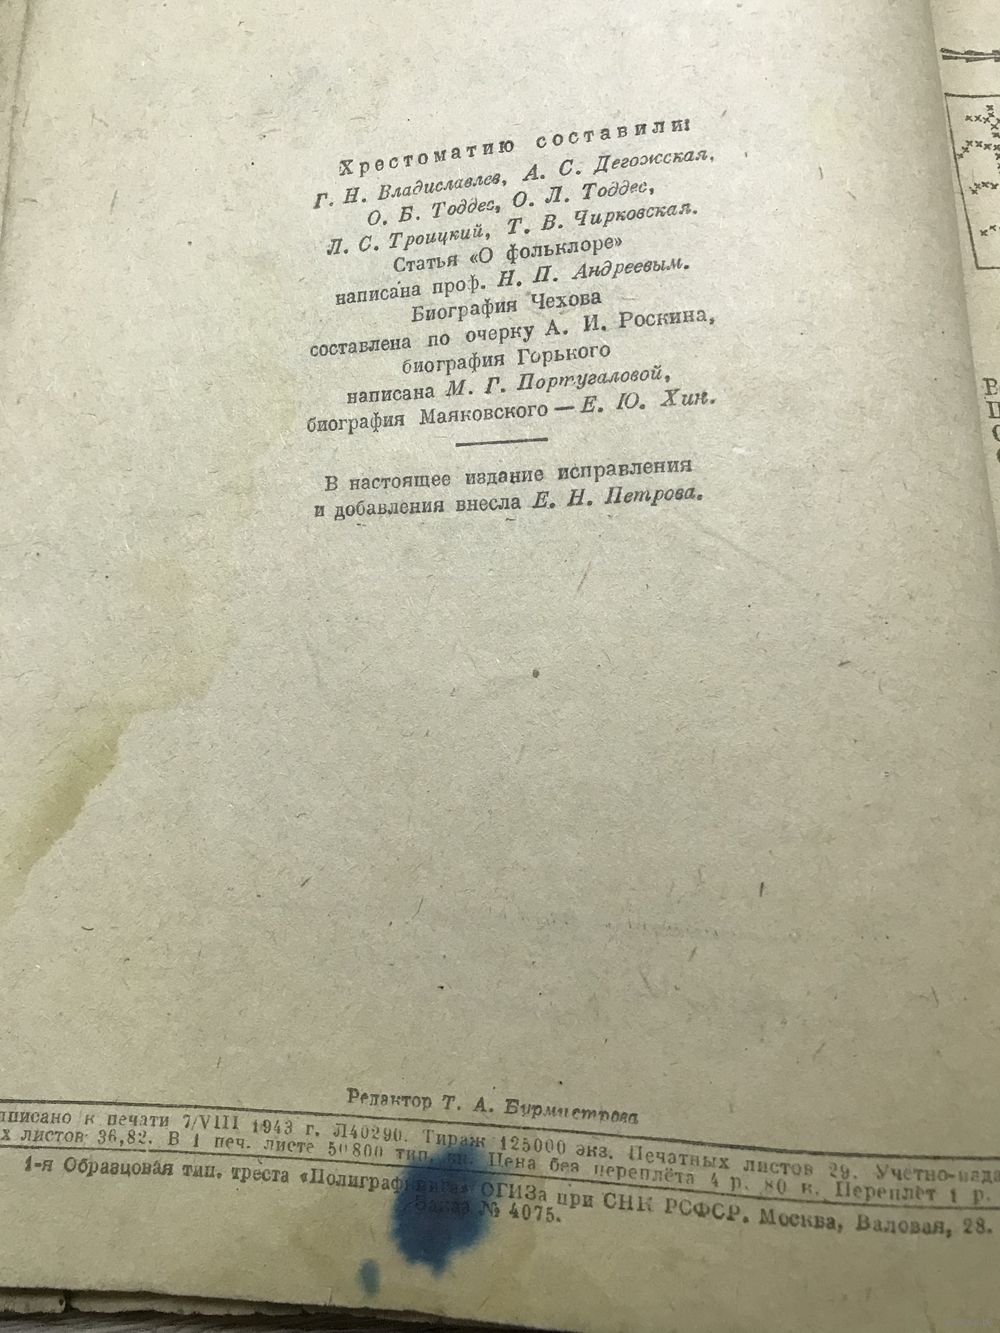 Хрестоматию составили:
Г. Н. Владиславлев, А. С. Дегожская,
О. Б. Тоддес, О. Л. Тоддес,
Л. С. Троицкий, Т. В. Чирковская.
Статья «О фольклоре»
написана проф. Н. П. Андреевым.
Биография Чехова
составлена по очерку А. И. Роскина,
биография Горького
написана М. Г. Португаловой,
биография Маяковского — Е. Ю. Хин.
В настоящее издание исправления
и добавления внесла Е. Н. Петрова.
Редактор Т. А. Бурмистрова
писано к печати 7/VIII 1943 г. Л40290. Тираж 125000 экз. Печатных листов 29. Учётно-изда
х листов 36,82. В 1 печ. листе 50800 тип. зн. Цена без переплёта 4 р. 80 к. Переплёт 1 р.
1-я Образцовая тип. треста «Полиграфкнига» ОГИЗа при СНК РСФСР. Москва, Валовая, 28.
Заказ № 4075.
В
П
С